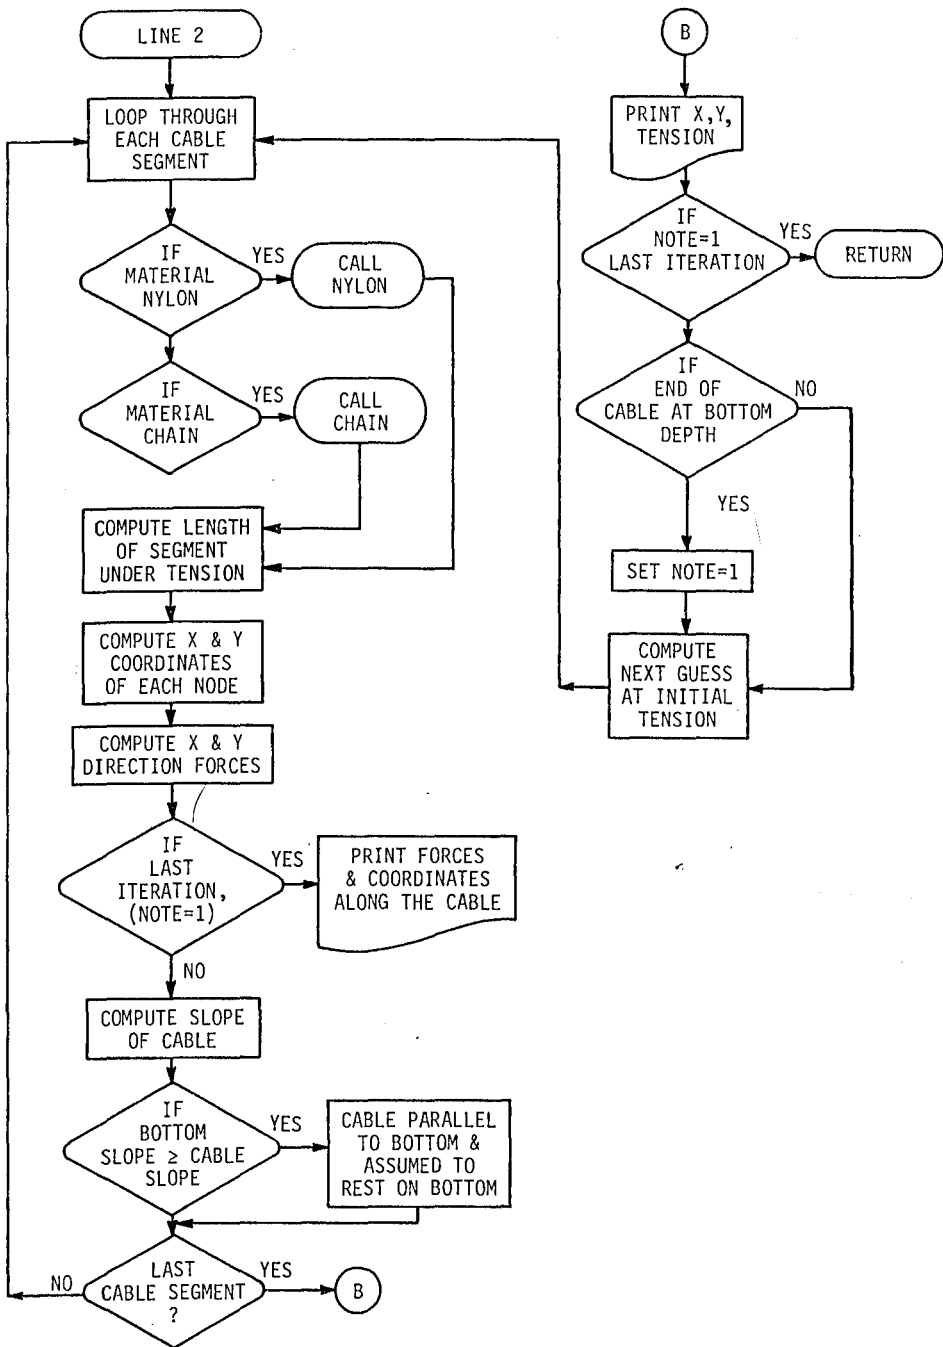 LINE 2
LOOP THROUGH
EACH CABLE
SEGMENT
IF
MATERIAL
NYLON
YES
CALL
NYLON
IF
MATERIAL
CHAIN
YES
CALL
CHAIN
COMPUTE LENGTH
OF SEGMENT
UNDER TENSION
COMPUTE X & Y
COORDINATES
OF EACH NODE
COMPUTE X & Y
DIRECTION FORCES
IF
LAST
ITERATION,
(NOTE=1)
YES
PRINT FORCES
& COORDINATES
ALONG THE CABLE
NO
COMPUTE SLOPE
OF CABLE
IF
BOTTOM
SLOPE ≥ CABLE
SLOPE
YES
CABLE PARALLEL
TO BOTTOM &
ASSUMED TO
REST ON BOTTOM
LAST
CABLE SEGMENT
?
NO
YES
B
B
PRINT X,Y,
TENSION
IF
NOTE=1
LAST ITERATION
YES
RETURN
IF
END OF
CABLE AT BOTTOM
DEPTH
NO
YES
SET NOTE=1
COMPUTE
NEXT GUESS
AT INITIAL
TENSION